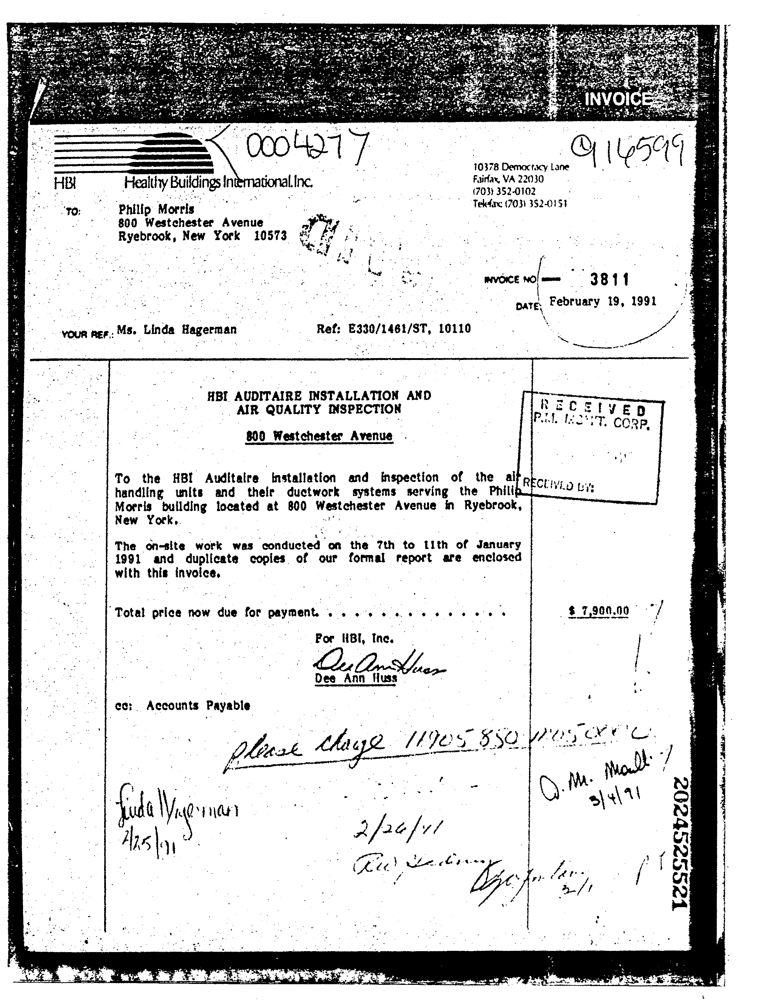 INVOICE
0004277
916599
HBI
Healthy Buildings International, Inc.
10378 Democracy Lane
Fairfax, VA 22030
(703) 352-0102
Telefax: (703) 352-0151
TO:
Philip Morris
800 Westchester Avenue
Ryebrook, New York 10573
INVOICE NO
3811
DATE: February 19, 1991
YOUR REF.: Ms. Linda Hagerman
Ref: E330/1461/ST, 10110
HBI AUDITAIRE INSTALLATION AND
AIR QUALITY INSPECTION
800 Westchester Avenue
RECEIVED
P.M. MGMT. CORP.
RECEIVED BY:
To the HBI Auditaire installation and inspection of the air
handling units and their ductwork systems serving the Philip
Morris building located at 800 Westchester Avenue in Ryebrook,
New York.
The on-site work was conducted on the 7th to 11th of January
1991 and duplicate copies of our formal report are enclosed
with this invoice.
Total price now due for payment. . . . . . . . . . . . . . . .
$ 7,900.00
For HBI, Inc.
Dee Ann Huss
Dee Ann Huss
cc: Accounts Payable
please charge 11905 850
Linda Hagerman
2/25/91
3/4/91
2/26/91
2024525521